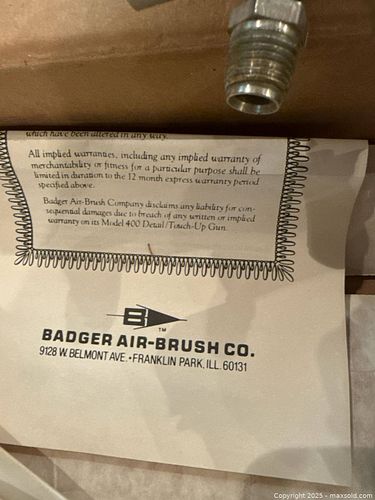 which have been altered in any way.
All implied warranties, including any implied warranty of
merchantability or fitness for a particular purpose shall be
limited in duration to the 12 month express warranty period
specified above.
Badger Air-Brush Company disclaims any liability for con-
sequential damages due to breach of any written or implied
warranty on its Model 400 Detail/Touch-Up Gun.
B
TM
BADGER AIR-BRUSH CO.
9128 W. BELMONT AVE. • FRANKLIN PARK, ILL. 60131
Copyright 2025 - maxsold.com